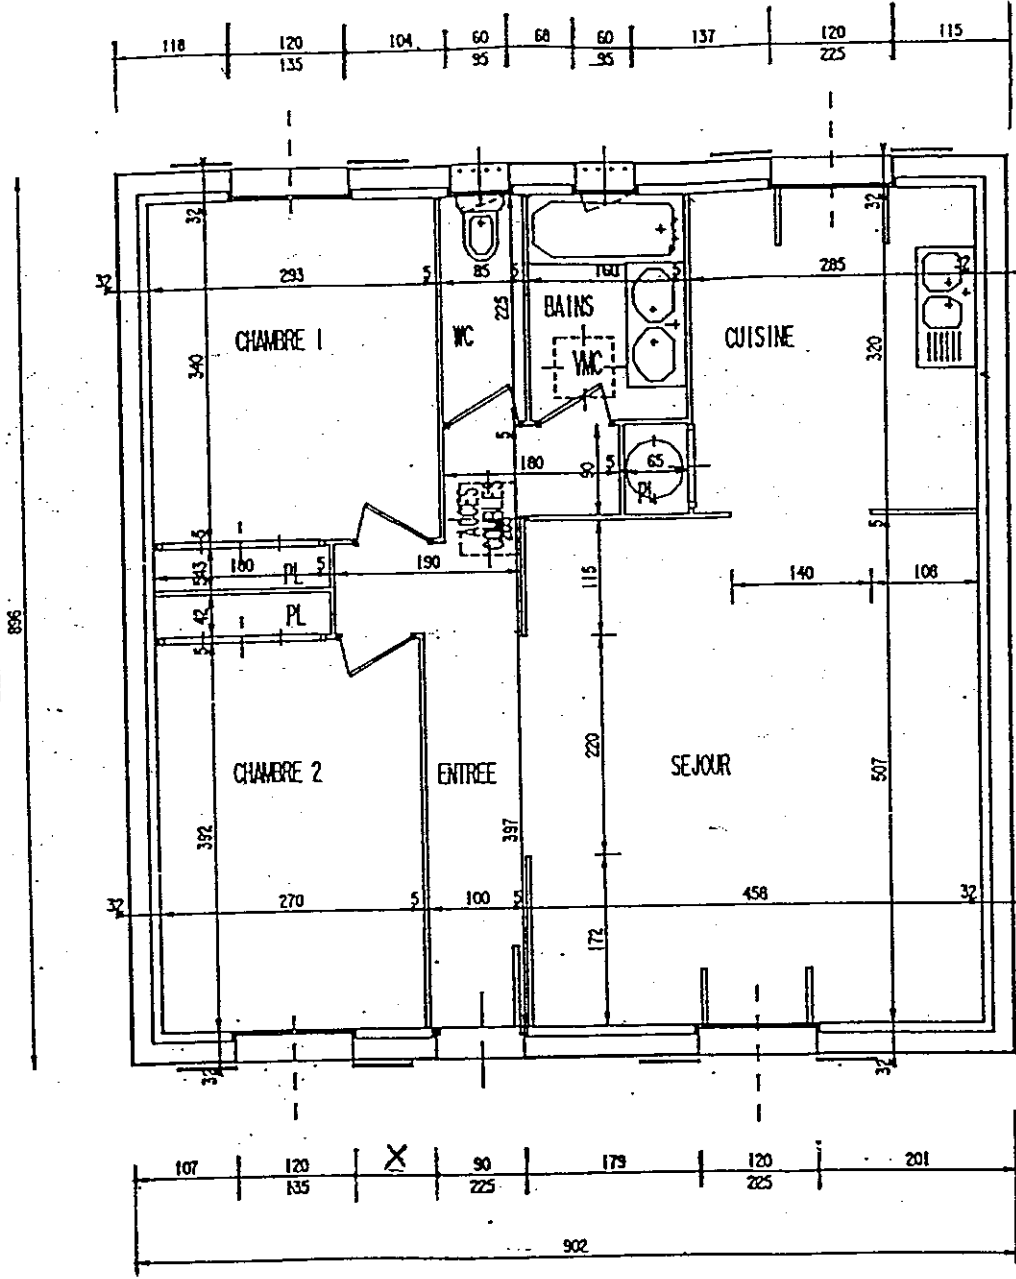 118 120 104 60 68 60 137 120 115
135 95 95 225
32 32
32 293 5 85 5 160 5 285 32
225
BAINS
CHAMBRE 1 WC CUISINE
VMC
340 320
5
180 5 65
90
PL
ACCES
COMBLES
5 5
115
543 180 5 PL 190 140 108
42 PL
5
896
220
CHAMBRE 2 ENTREE SEJOUR
507
392 397
32 270 5 100 5 458 32
172
32 32
107 120 X 90 179 120 201
135 225 225
902